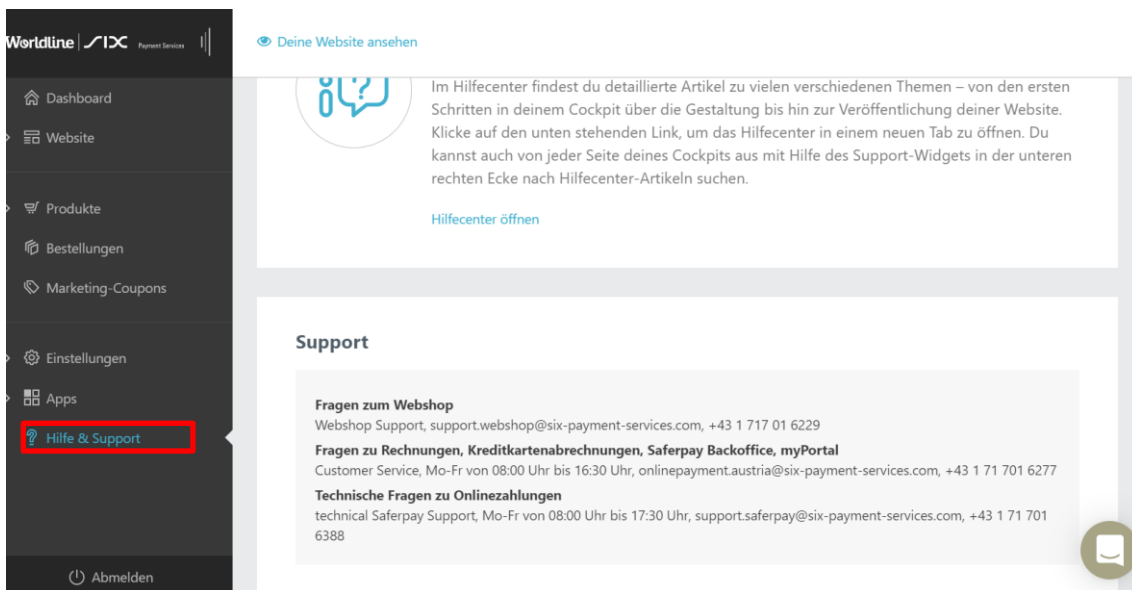 Worldline SIX Payment Services
Deine Website ansehen
Dashboard
Website
Produkte
Bestellungen
Marketing-Coupons
Einstellungen
Apps
Hilfe & Support
Abmelden
Im Hilfecenter findest du detaillierte Artikel zu vielen verschiedenen Themen – von den ersten
Schritten in deinem Cockpit über die Gestaltung bis hin zur Veröffentlichung deiner Website.
Klicke auf den unten stehenden Link, um das Hilfecenter in einem neuen Tab zu öffnen. Du
kannst auch von jeder Seite deines Cockpits aus mit Hilfe des Support-Widgets in der unteren
rechten Ecke nach Hilfecenter-Artikeln suchen.
Hilfecenter öffnen
Support
Fragen zum Webshop
Webshop Support, support.webshop@six-payment-services.com, +43 1 717 01 6229
Fragen zu Rechnungen, Kreditkartenabrechnungen, Saferpay Backoffice, myPortal
Customer Service, Mo-Fr von 08:00 Uhr bis 16:30 Uhr, onlinepayment.austria@six-payment-services.com, +43 1 71 701 6277
Technische Fragen zu Onlinezahlungen
technical Saferpay Support, Mo-Fr von 08:00 Uhr bis 17:30 Uhr, support.saferpay@six-payment-services.com, +43 1 71 701
6388